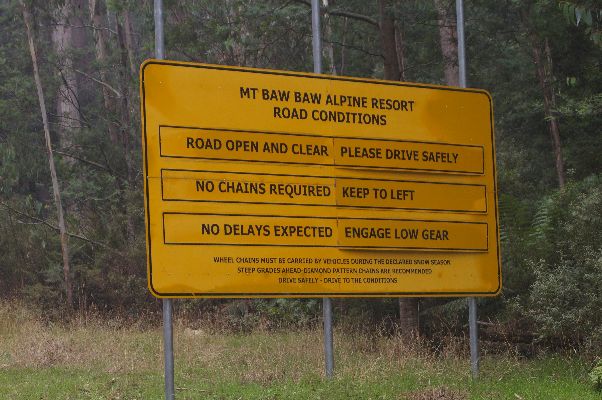 MT BAW BAW ALPINE RESORT
ROAD CONDITIONS
ROAD OPEN AND CLEAR PLEASE DRIVE SAFELY
NO CHAINS REQUIRED KEEP TO LEFT
NO DELAYS EXPECTED ENGAGE LOW GEAR
WHEEL CHAINS MUST BE CARRIED BY VEHICLES DURING THE DECLARED SNOW SEASON
STEEP GRADES AHEAD-DIAMOND PATTERN CHAINS ARE RECOMMENDED
DRIVE SAFELY - DRIVE TO THE CONDITIONS